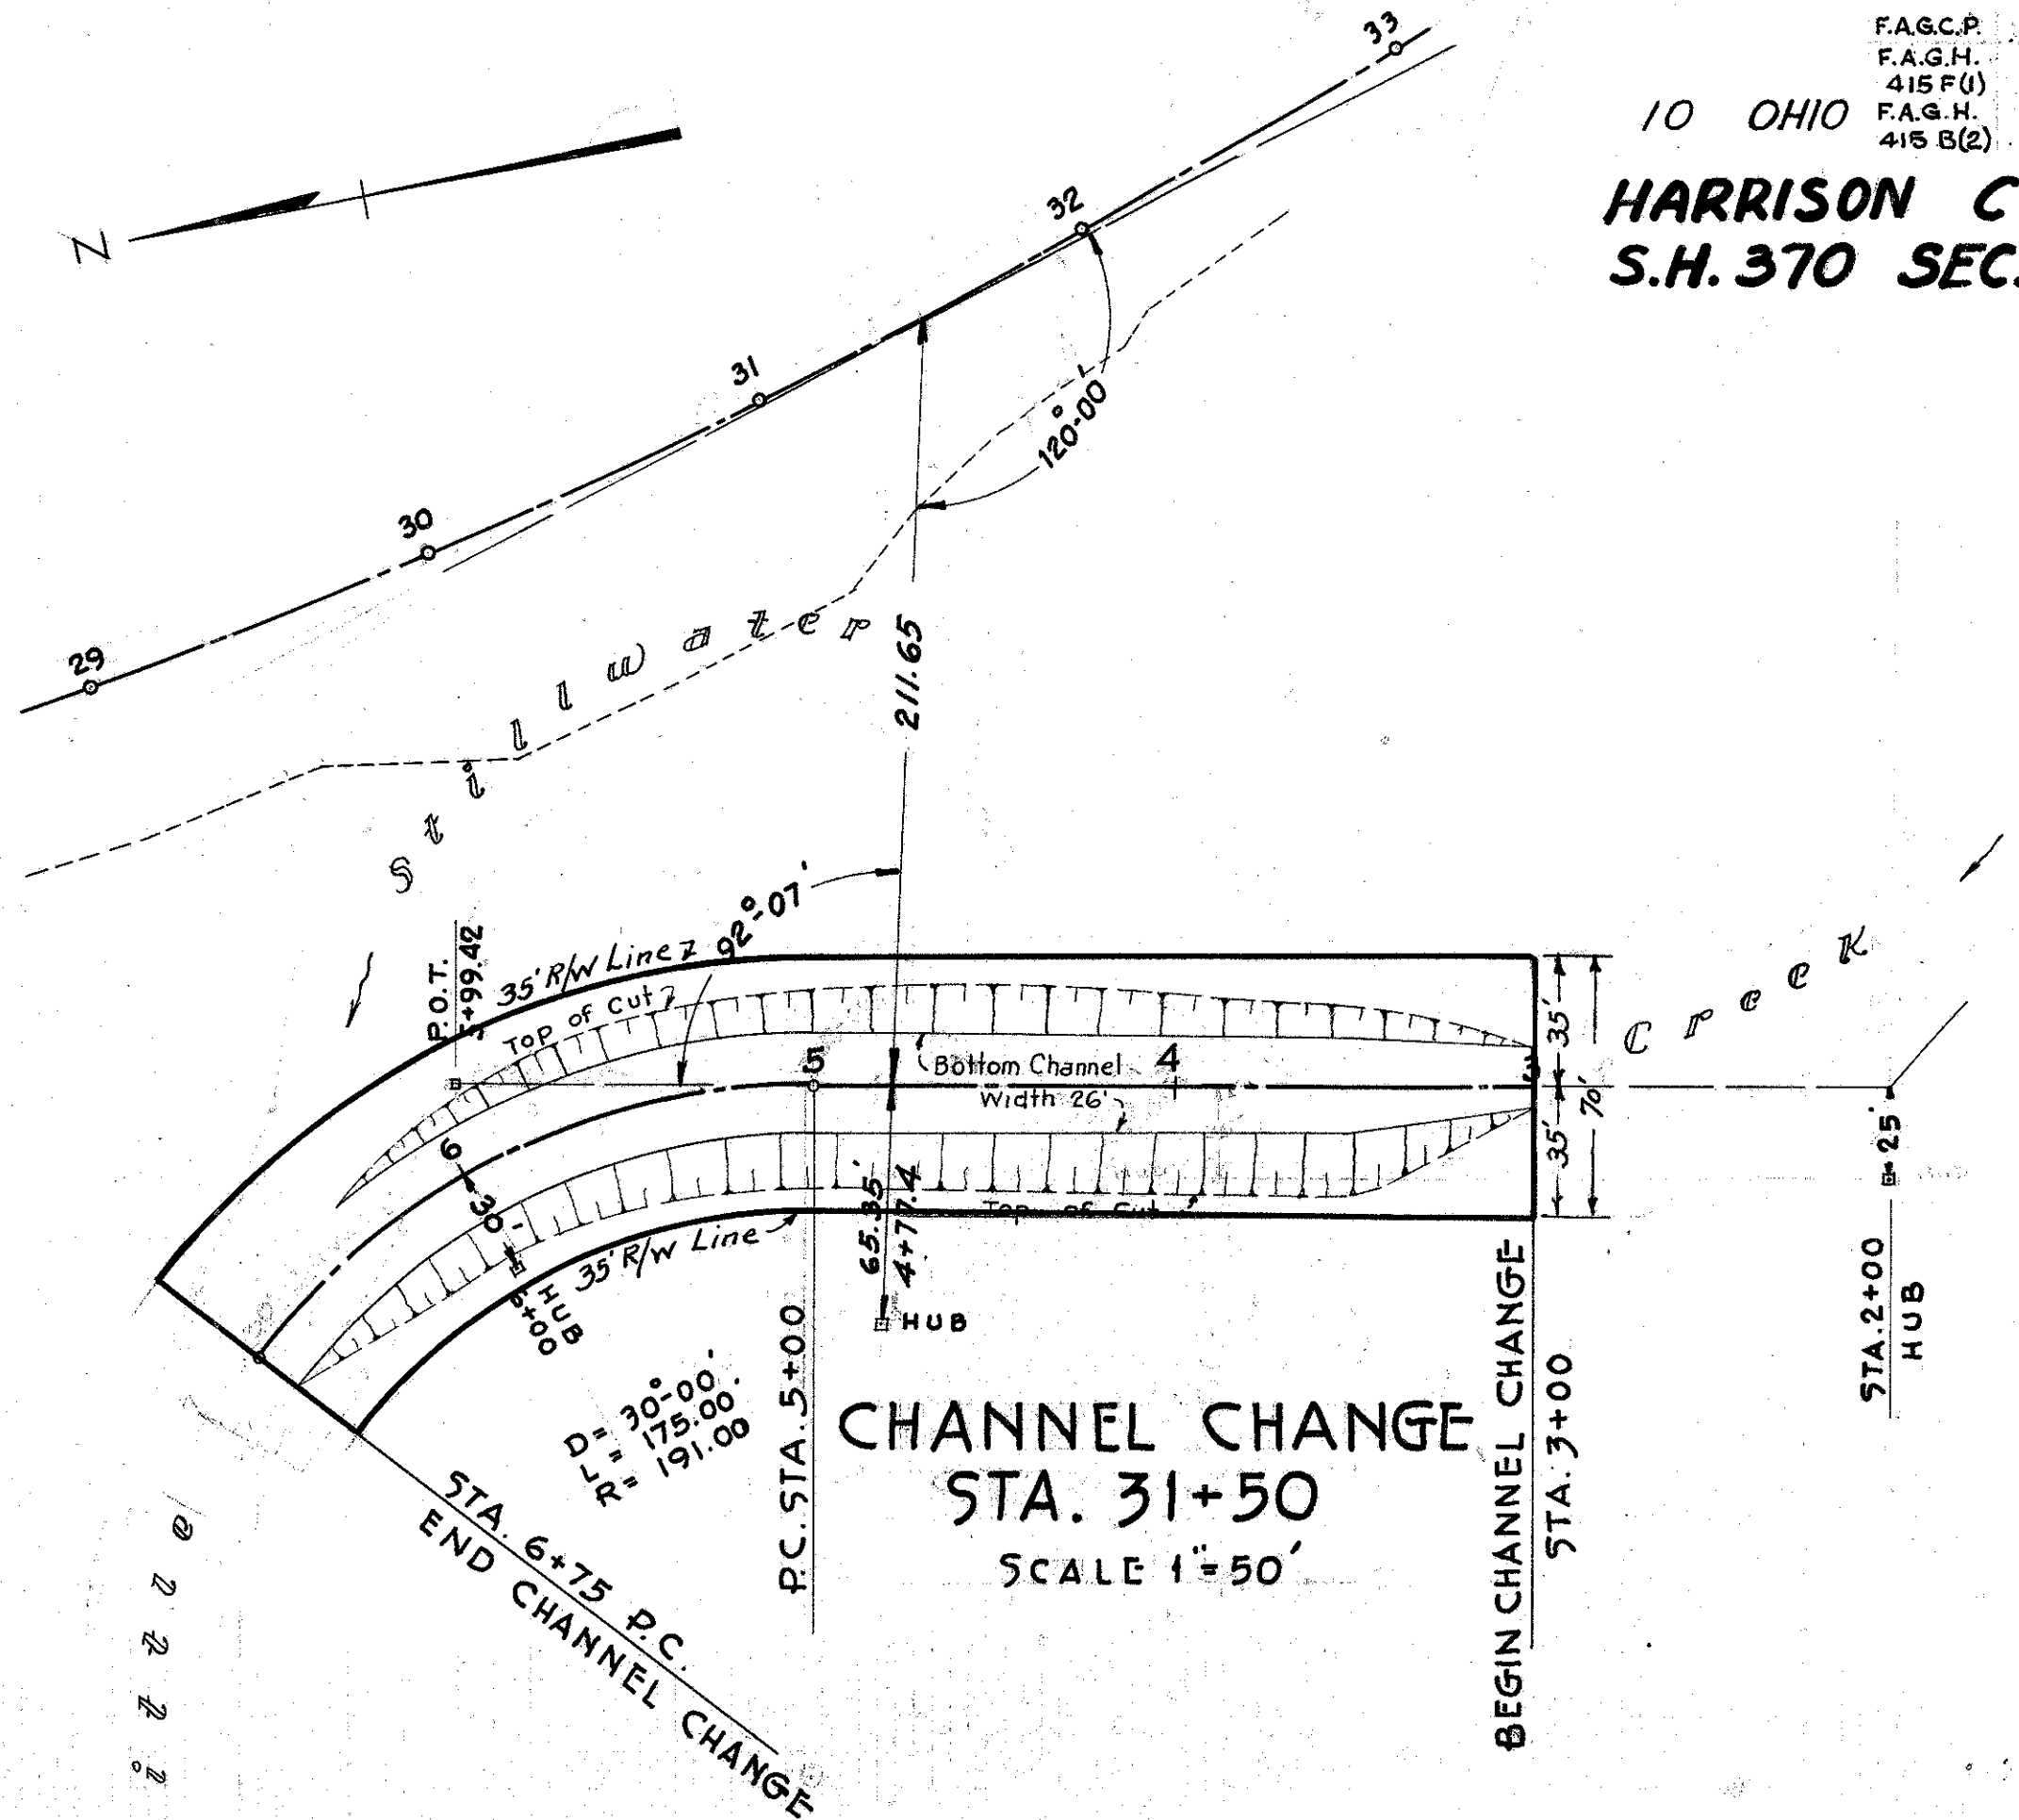 F.A.G.C.P.
F.A.G.H.
415 F(1)
10 OHIO F.A.G.H.
415 B(2)
HARRISON C
S.H. 370 SEC.
N
33
32
31
30
29
120°-00'
211.65
Stillwater
Creek
92°-07'
P.O.T.
5+99.42
35' R/W Line
Top of Cut
5
Bottom Channel
Width 26'
4
3
35'
35'
70'
25'
STA. 2+00
HUB
6
30'
HUB
6+00
35' R/W Line
Top of Cut
65.35'
4+77.4
HUB
D= 30°-00'
L= 175.00'
R= 191.00
P.C. STA. 5+00
CHANNEL CHANGE
STA. 31+50
SCALE 1"=50'
BEGIN CHANNEL CHANGE
STA. 3+00
STA. 6+75 P.C.
END CHANNEL CHANGE